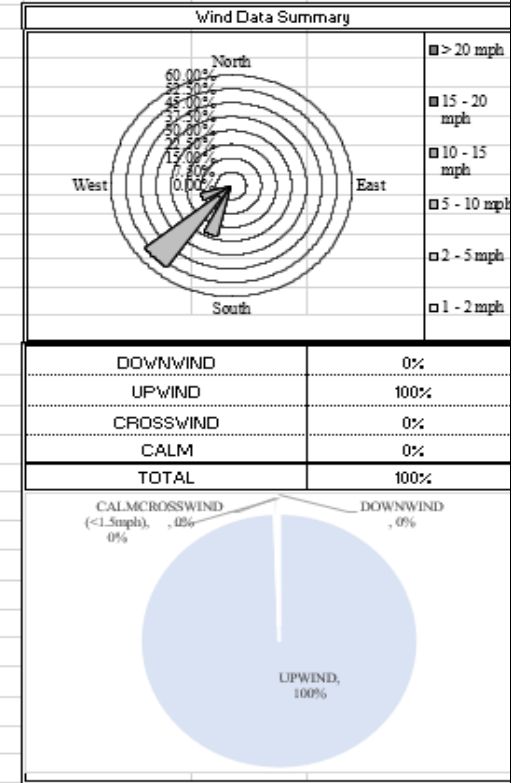 Wind Data Summary
North
60.00%
52.50%
45.00%
37.50%
30.00%
22.50%
15.00%
7.50%
0.00%
West
East
South
> 20 mph
15 - 20
mph
10 - 15
mph
5 - 10 mph
2 - 5 mph
1 - 2 mph
DOWNWIND 0%
UPWIND 100%
CROSSWIND 0%
CALM 0%
TOTAL 100%
CALM
(<1.5mph),
0%
CROSSWIND
, 0%
DOWNWIND
, 0%
UPWIND,
100%